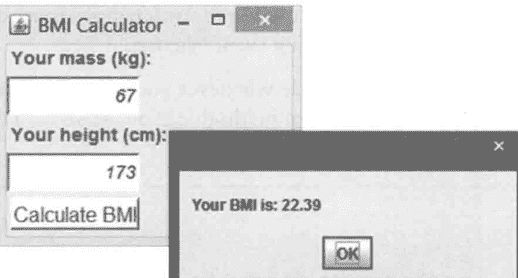 BMI Calculator
Your mass (kg):
67
Your height (cm):
173
Calculate BMI
Your BMI is: 22.39
OK